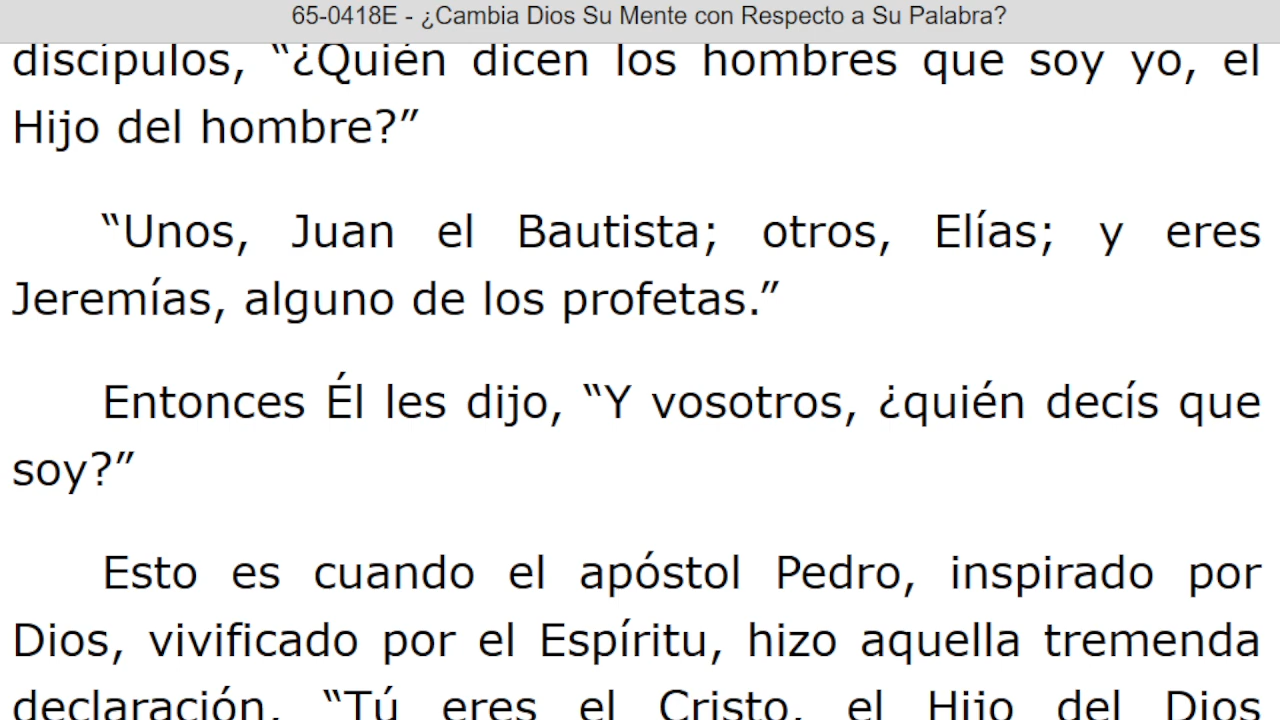 65-0418E - ¿Cambia Dios Su Mente con Respecto a Su Palabra?
discípulos, “¿Quién dicen los hombres que soy yo, el
Hijo del hombre?”
“Unos, Juan el Bautista; otros, Elías; y eres
Jeremías, alguno de los profetas.”
Entonces Él les dijo, “Y vosotros, ¿quién decís que
soy?”
Esto es cuando el apóstol Pedro, inspirado por
Dios, vivificado por el Espíritu, hizo aquella tremenda
declaración, “Tú eres el Cristo, el Hijo del Dios